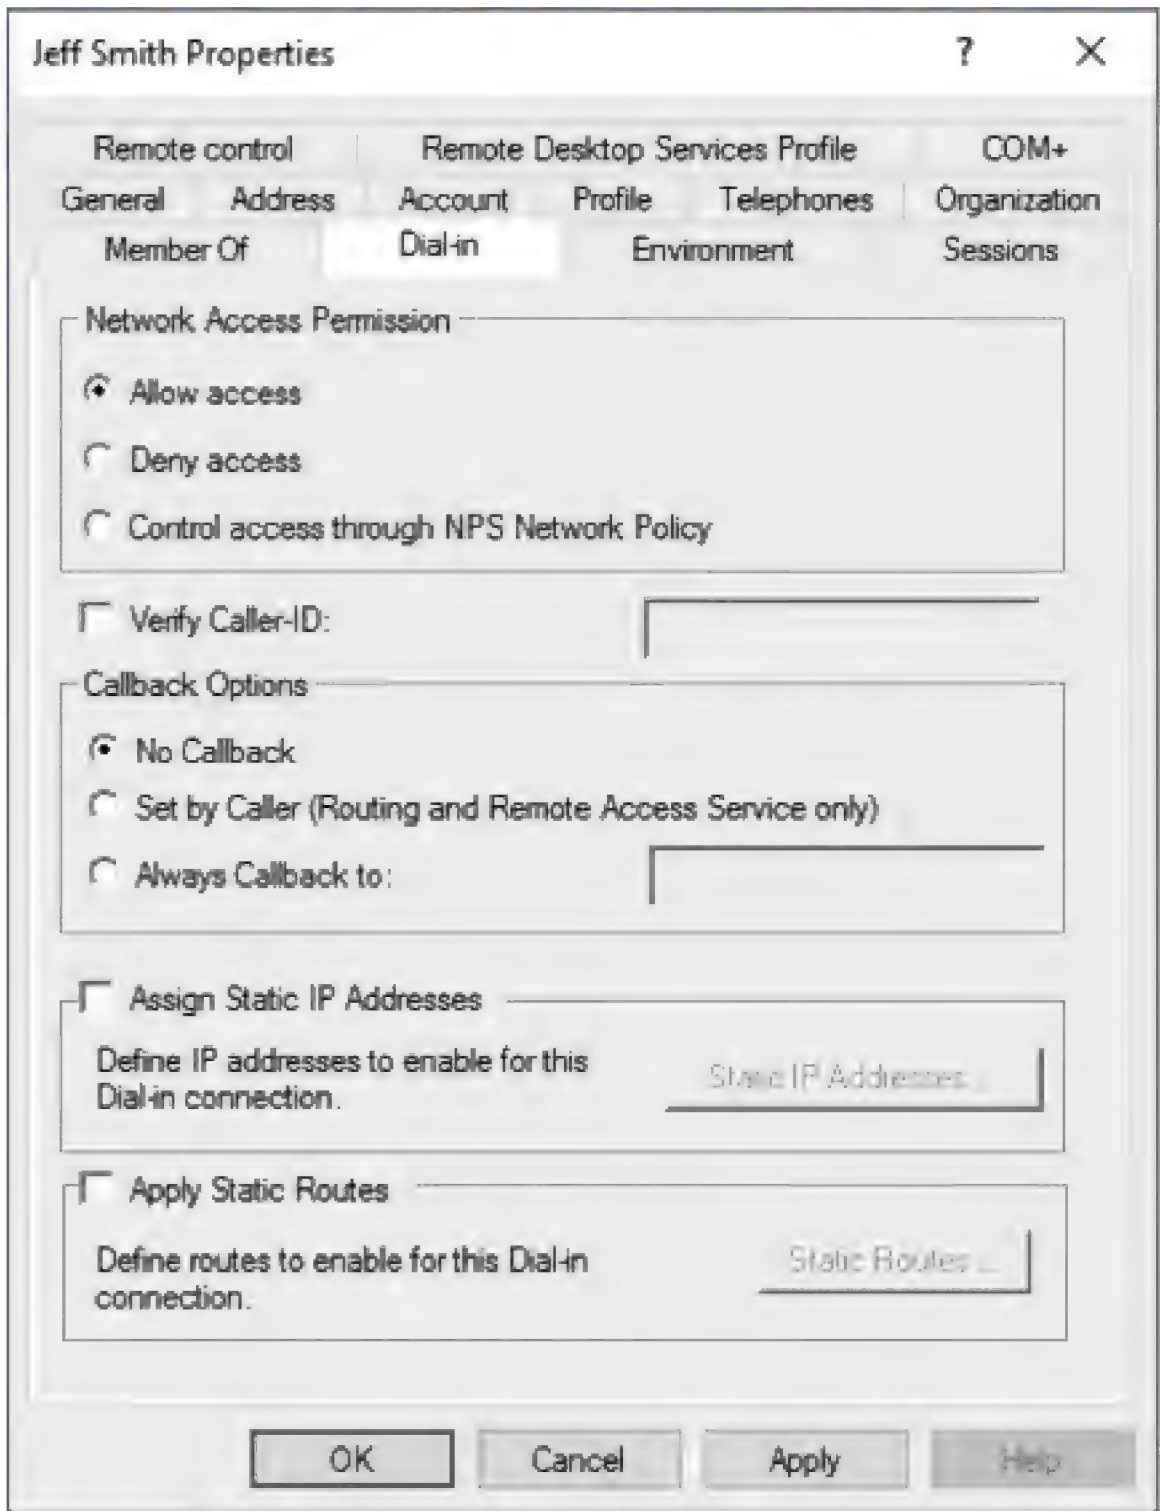 Jeff Smith Properties
?
Remote control
Remote Desktop Services Profile
COM+
General
Address
Account
Profile
Telephones
Organization
Member Of
Dial-in
Environment
Sessions
Network Access Permission
Allow access
Deny access
Control access through NPS Network Policy
Verify Caller-ID:
Callback Options
No Callback
Set by Caller (Routing and Remote Access Service only)
Always Callback to:
Assign Static IP Addresses
Define IP addresses to enable for this
Dial-in connection.
Static IP Addresses ...
Apply Static Routes
Define routes to enable for this Dial-in
connection.
Static Routes ...
OK
Cancel
Apply
Help